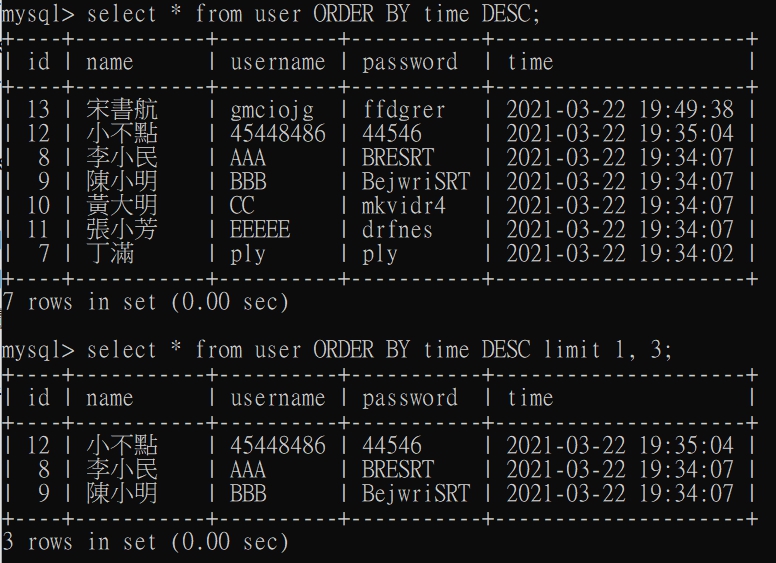 mysql> select * from user ORDER BY time DESC;
+----+-----------+----------+-----------+---------------------+
| id | name | username | password | time |
+----+-----------+----------+-----------+---------------------+
| 13 | 宋書航 | gmciojg | ffdgrer | 2021-03-22 19:49:38 |
| 12 | 小不點 | 45448486 | 44546 | 2021-03-22 19:35:04 |
| 8 | 李小民 | AAA | BRESRT | 2021-03-22 19:34:07 |
| 9 | 陳小明 | BBB | BejwriSRT | 2021-03-22 19:34:07 |
| 10 | 黃大明 | CC | mkvidr4 | 2021-03-22 19:34:07 |
| 11 | 張小芳 | EEEEE | drfnes | 2021-03-22 19:34:07 |
| 7 | 丁滿 | ply | ply | 2021-03-22 19:34:02 |
+----+-----------+----------+-----------+---------------------+
7 rows in set (0.00 sec)
mysql> select * from user ORDER BY time DESC limit 1, 3;
+----+-----------+----------+-----------+---------------------+
| id | name | username | password | time |
+----+-----------+----------+-----------+---------------------+
| 12 | 小不點 | 45448486 | 44546 | 2021-03-22 19:35:04 |
| 8 | 李小民 | AAA | BRESRT | 2021-03-22 19:34:07 |
| 9 | 陳小明 | BBB | BejwriSRT | 2021-03-22 19:34:07 |
+----+-----------+----------+-----------+---------------------+
3 rows in set (0.00 sec)